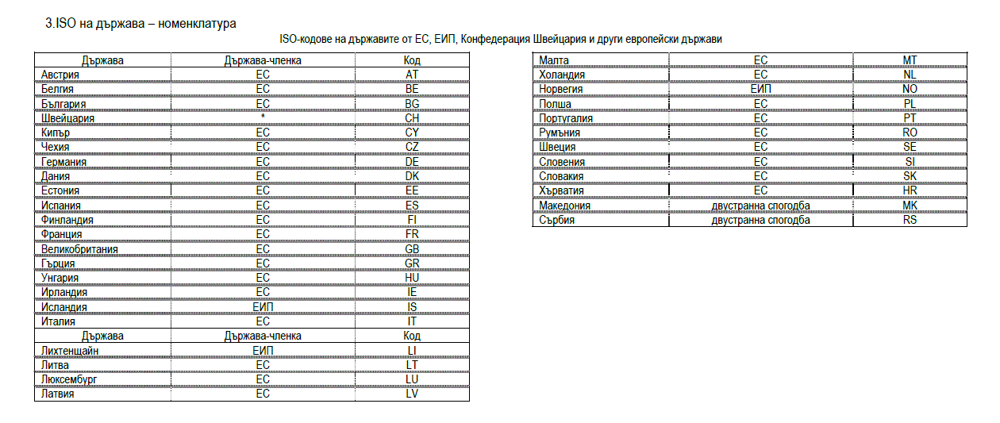 3.ISO на държава – номенклатура
ISO-кодове на държавите от ЕС, ЕИП, Конфедерация Швейцария и други европейски държави
Държава Държава-членка Код
Австрия ЕС AT
Белгия ЕС BE
България ЕС BG
Швейцария * CH
Кипър ЕС CY
Чехия ЕС CZ
Германия ЕС DE
Дания ЕС DK
Естония ЕС EE
Испания ЕС ES
Финландия ЕС FI
Франция ЕС FR
Великобритания ЕС GB
Гърция ЕС GR
Унгария ЕС HU
Ирландия ЕС IE
Исландия ЕИП IS
Италия ЕС IT
Държава Държава-членка Код
Лихтенщайн ЕИП LI
Литва ЕС LT
Люксембург ЕС LU
Латвия ЕС LV
Малта ЕС MT
Холандия ЕС NL
Норвегия ЕИП NO
Полша ЕС PL
Португалия ЕС PT
Румъния ЕС RO
Швеция ЕС SE
Словения ЕС SI
Словакия ЕС SK
Хърватия ЕС HR
Македония двустранна спогодба MK
Сърбия двустранна спогодба RS